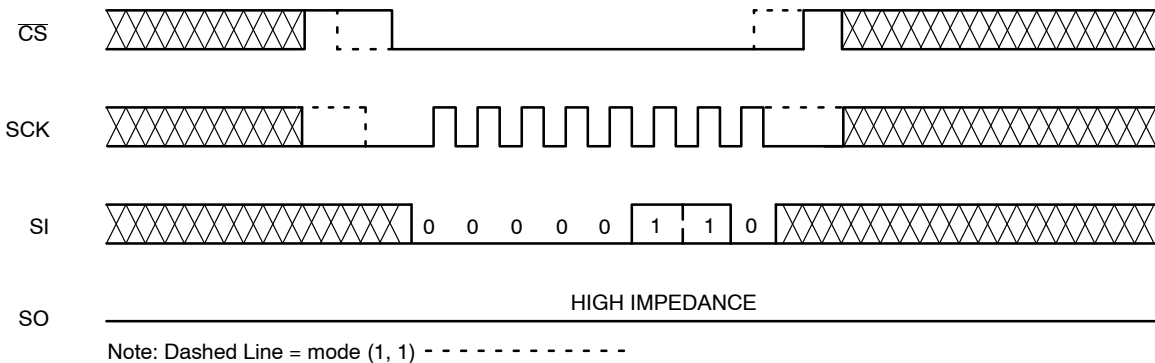 CS
SCK
SI 0 0 0 0 0 1 1 0
HIGH IMPEDANCE
SO
Note: Dashed Line = mode (1, 1)